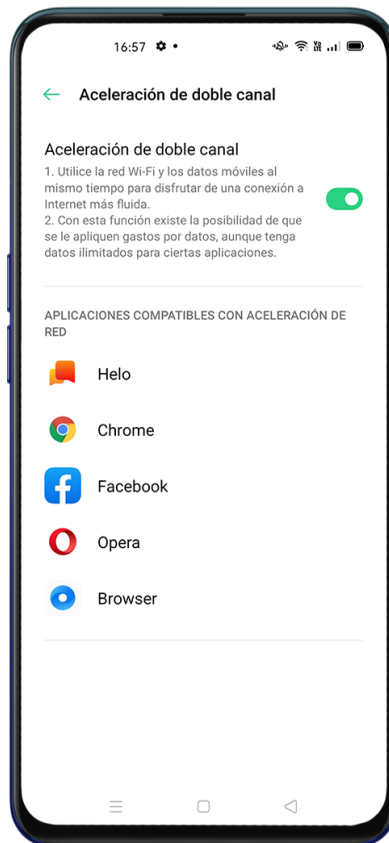 16:57
Aceleración de doble canal
Aceleración de doble canal
1. Utilice la red Wi-Fi y los datos móviles al
mismo tiempo para disfrutar de una conexión a
Internet más fluida.
2. Con esta función existe la posibilidad de que
se le apliquen gastos por datos, aunque tenga
datos ilimitados para ciertas aplicaciones.
APLICACIONES COMPATIBLES CON ACELERACIÓN DE
RED
Helo
Chrome
Facebook
Opera
Browser